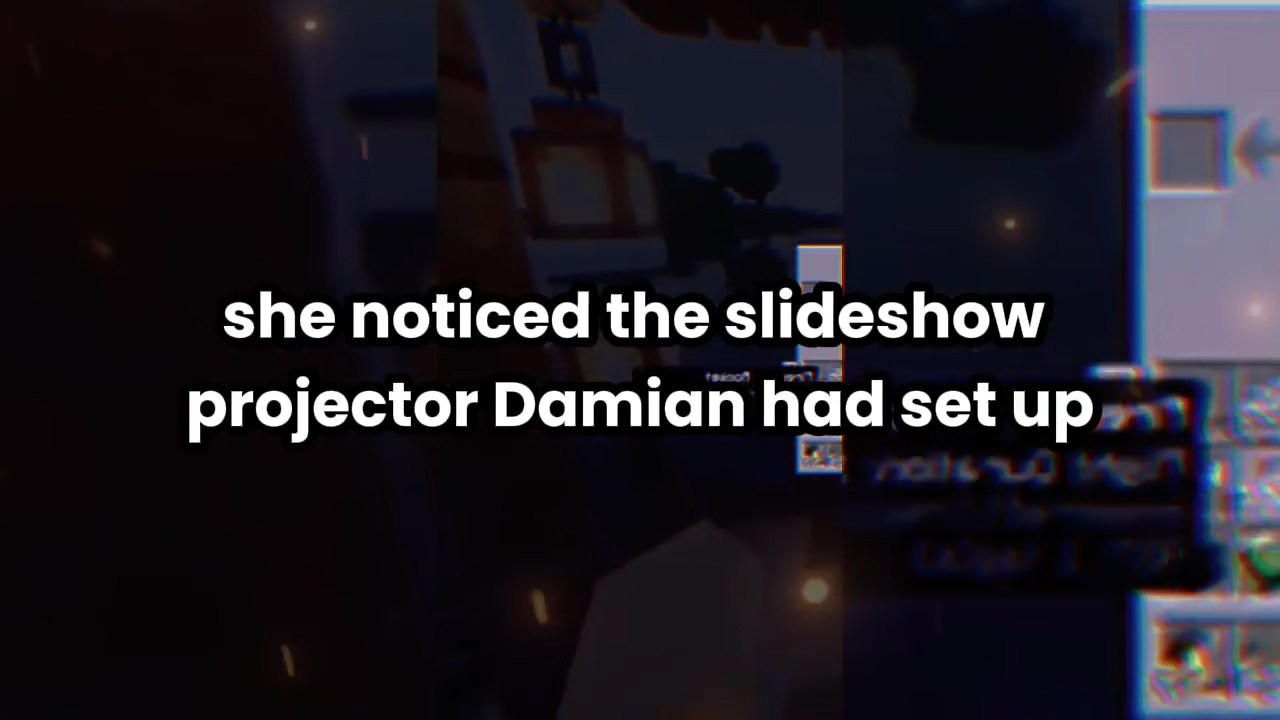 she noticed the slideshow
projector Damian had set up